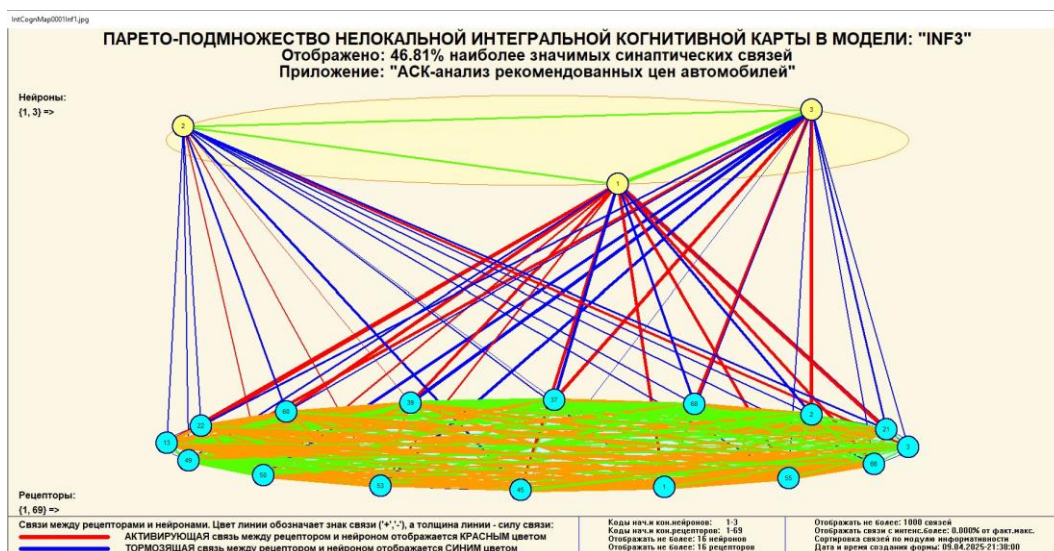 IntCognMap0001Inf1.jpg
ПАРЕТО-ПОДМНОЖЕСТВО НЕЛОКАЛЬНОЙ ИНТЕГРАЛЬНОЙ КОГНИТИВНОЙ КАРТЫ В МОДЕЛИ: "INF3"
Отображено: 46.81% наиболее значимых синаптических связей
Приложение: "АСК-анализ рекомендованных цен автомобилей"
Нейроны:
{1, 3} =>
3
2
1
37
39
68
60
2
22
21
13
3
49
66
50
55
53
1
45
Рецепторы:
{1, 69} =>
Связи между рецепторами и нейронами. Цвет линии обозначает знак связи ('+','-'), а толщина линии - силу связи:
АКТИВИРУЮЩАЯ связь между рецептором и нейроном отображается КРАСНЫМ цветом
ТОРМОЗЯЩАЯ связь между рецептором и нейроном отображается СИНИМ цветом
Коды нач.и кон.нейронов: 1-3
Коды нач.и кон.рецепторов: 1-69
Отображать не более: 16 нейронов
Отображать не более: 16 рецепторов
Отображать не более: 1000 связей
Отображать связи с интенс.более: 0.000% от факт.макс.
Сортировка связей по модулю информативности
Дата и время создания формы: 09.04.2025-21:38:00